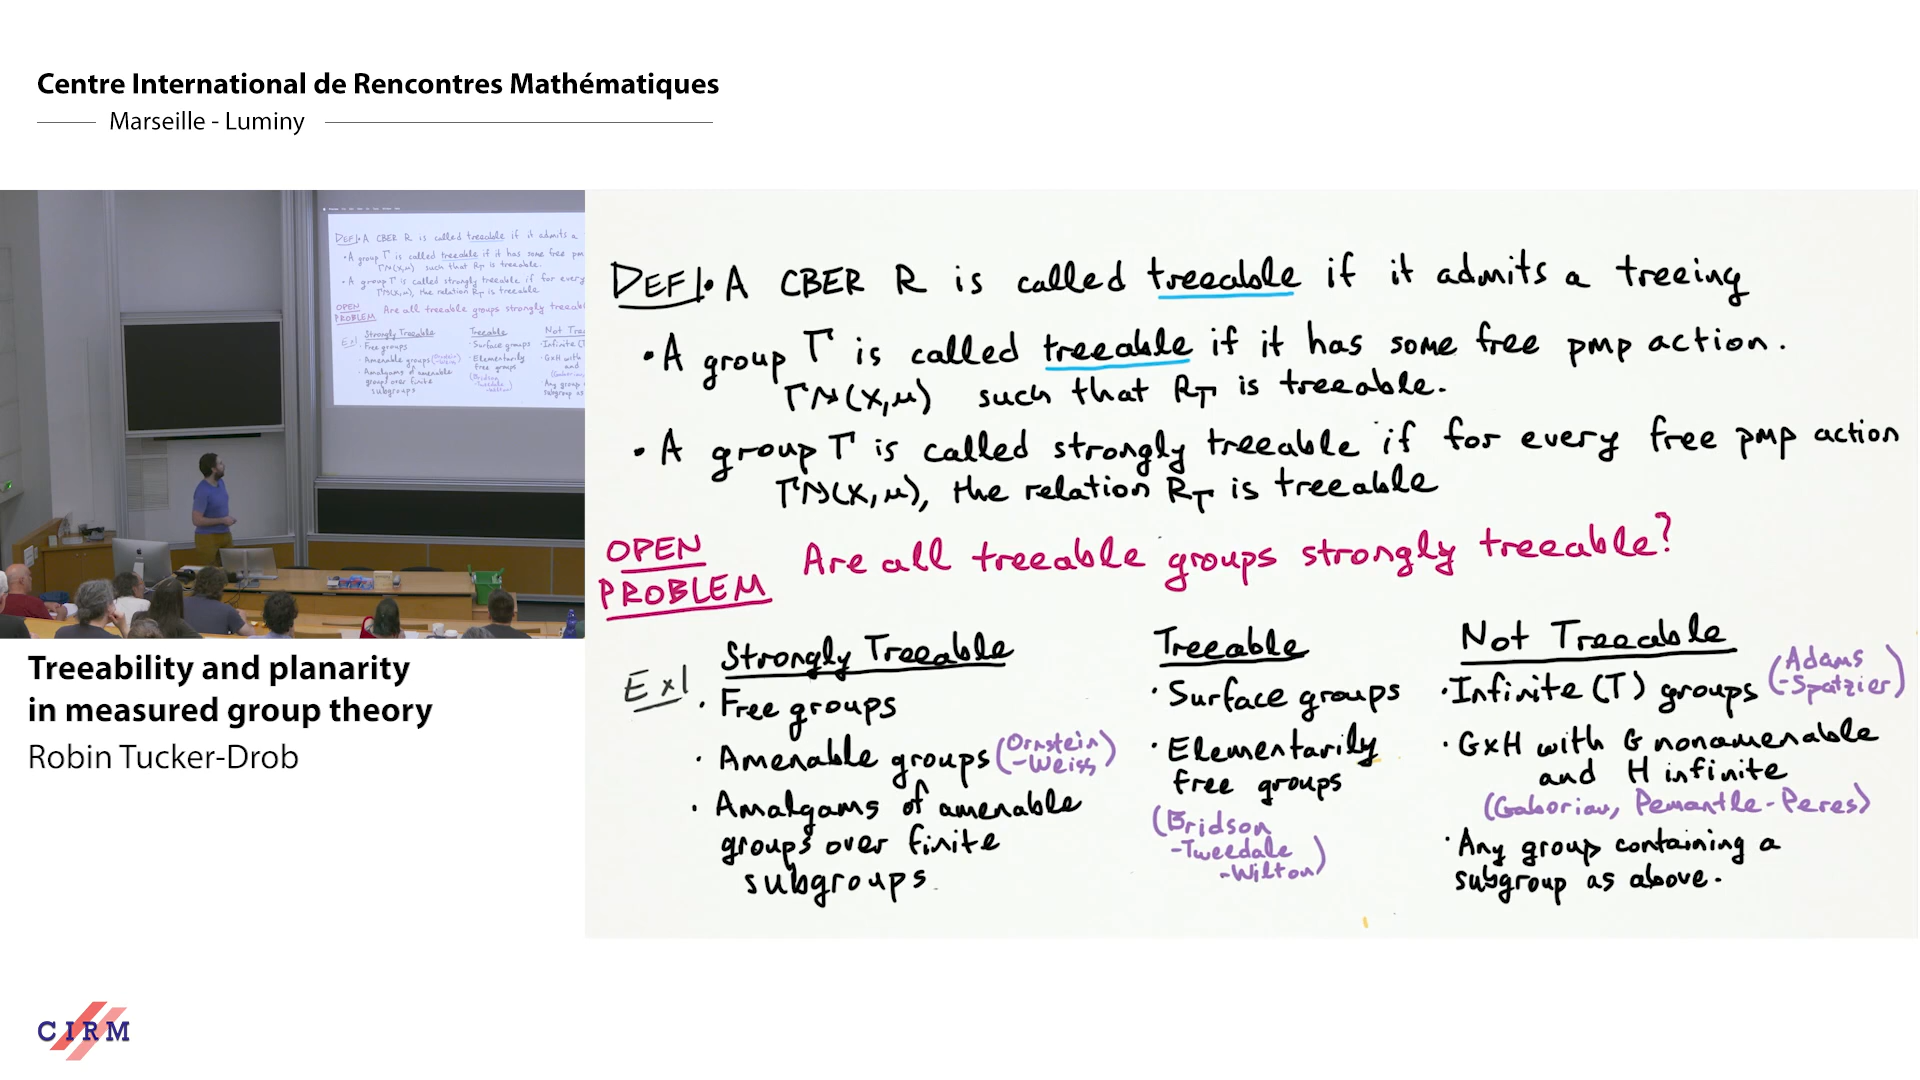 Centre International de Rencontres Mathématiques
Marseille - Luminy
DEF|• A CBER R is called treeable if it admits a treeing
• A group Γ is called treeable if it has some free pmp action.
Γ↷(X,μ) such that R_Γ is treeable.
• A group Γ is called strongly treeable if for every free pmp action
Γ↷(X,μ), the relation R_Γ is treeable
OPEN PROBLEM Are all treeable groups strongly treeable?
Ex|
Strongly Treeable
• Free groups
• Amenable groups (Ornstein
-Weiss)
• Amalgams of amenable
groups over finite
subgroups.
Treeable
• Surface groups
• Elementarily
free groups
(Bridson
-Tweedale
-Wilton)
Not Treeable
• Infinite (T) groups (Adams
-Spatzier)
• G×H with G nonamenable
and H infinite
(Gaboriau, Pemantle-Peres)
• Any group containing a
subgroup as above.
Treeability and planarity
in measured group theory
Robin Tucker-Drob
CIRM